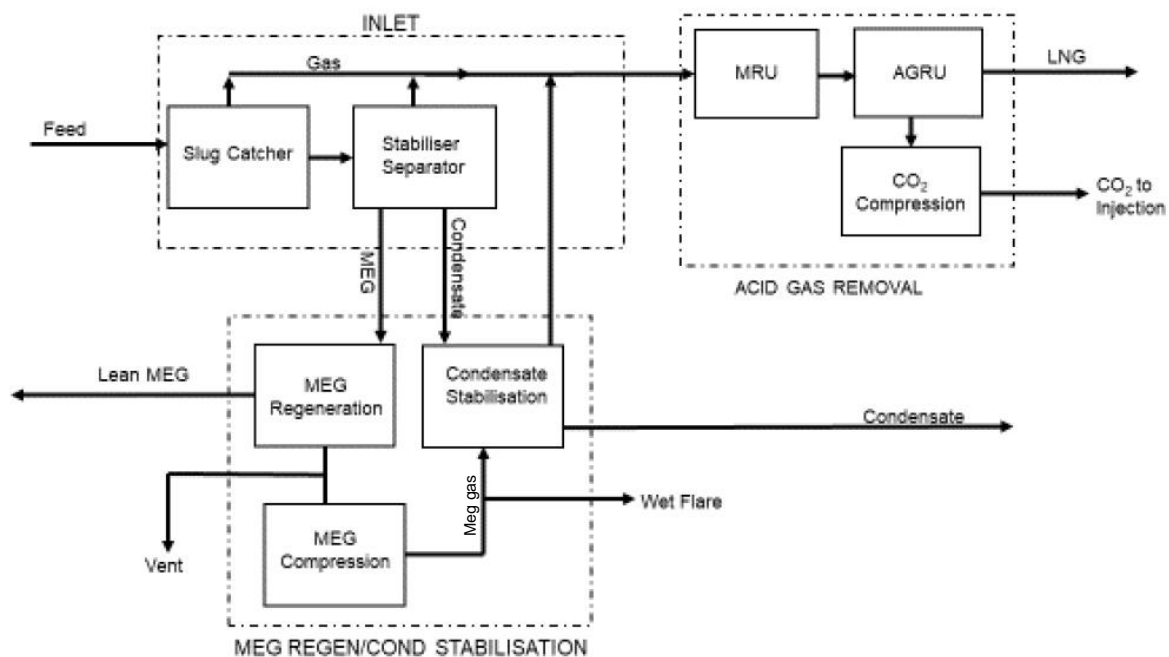 INLET
Gas
MRU
AGRU
LNG
Feed
Slug Catcher
Stabiliser
Separator
CO₂
Compression
CO₂ to
Injection
MEG
Condensate
ACID GAS REMOVAL
Lean MEG
MEG
Regeneration
Condensate
Stabilisation
Condensate
Meg gas
Wet Flare
MEG
Compression
Vent
MEG REGEN/COND STABILISATION